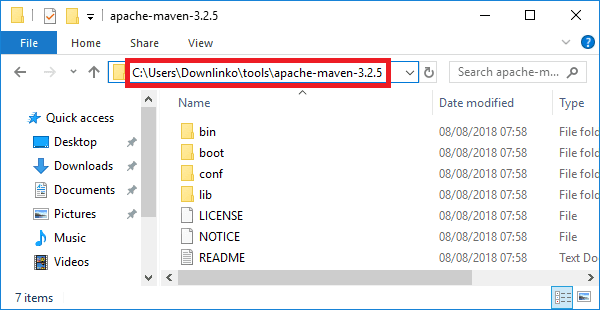 apache-maven-3.2.5
File Home Share View
C:\Users\Downlinko\tools\apache-maven-3.2.5
Search apache-m...
Name Date modified Type
Quick access
Desktop
Downloads
Documents
Pictures
Music
Videos
bin 08/08/2018 07:58 File fold
boot 08/08/2018 07:58 File fold
conf 08/08/2018 07:58 File fold
lib 08/08/2018 07:58 File fold
LICENSE 08/08/2018 07:58 File
NOTICE 08/08/2018 07:58 File
README 08/08/2018 07:58 Text Do
7 items